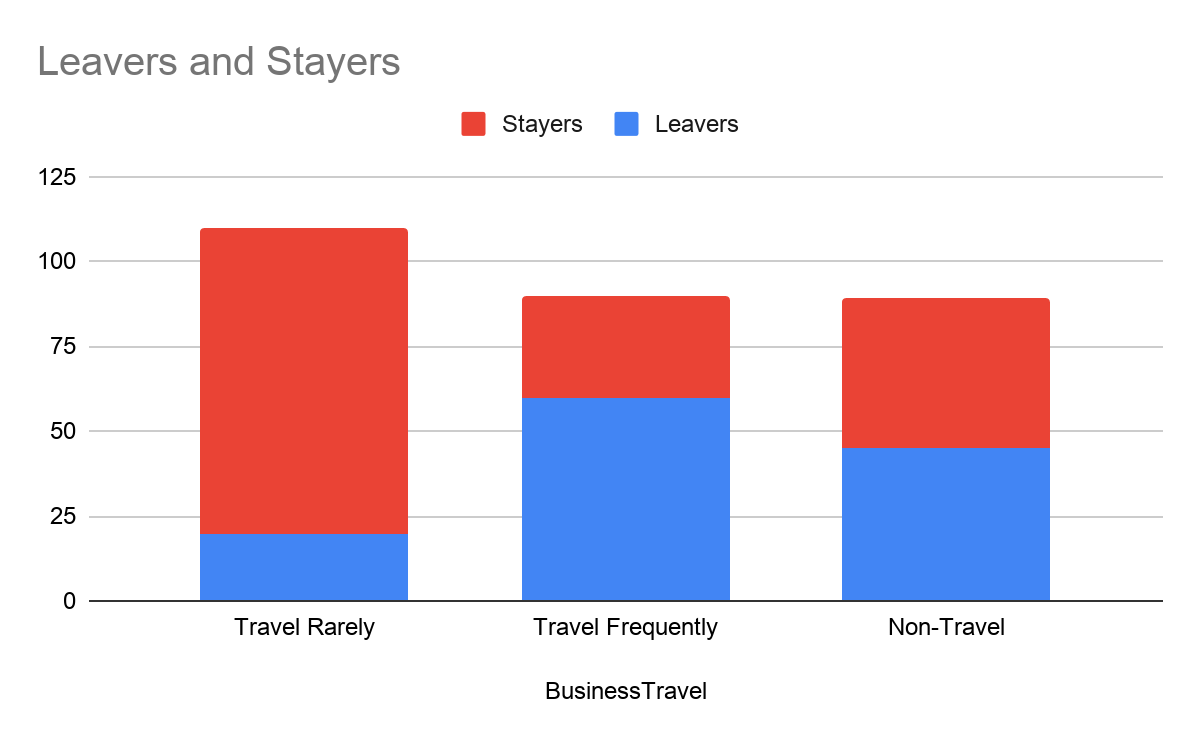 Leavers and Stayers
Stayers Leavers
125
100
75
50
25
0
Travel Rarely Travel Frequently Non-Travel
BusinessTravel